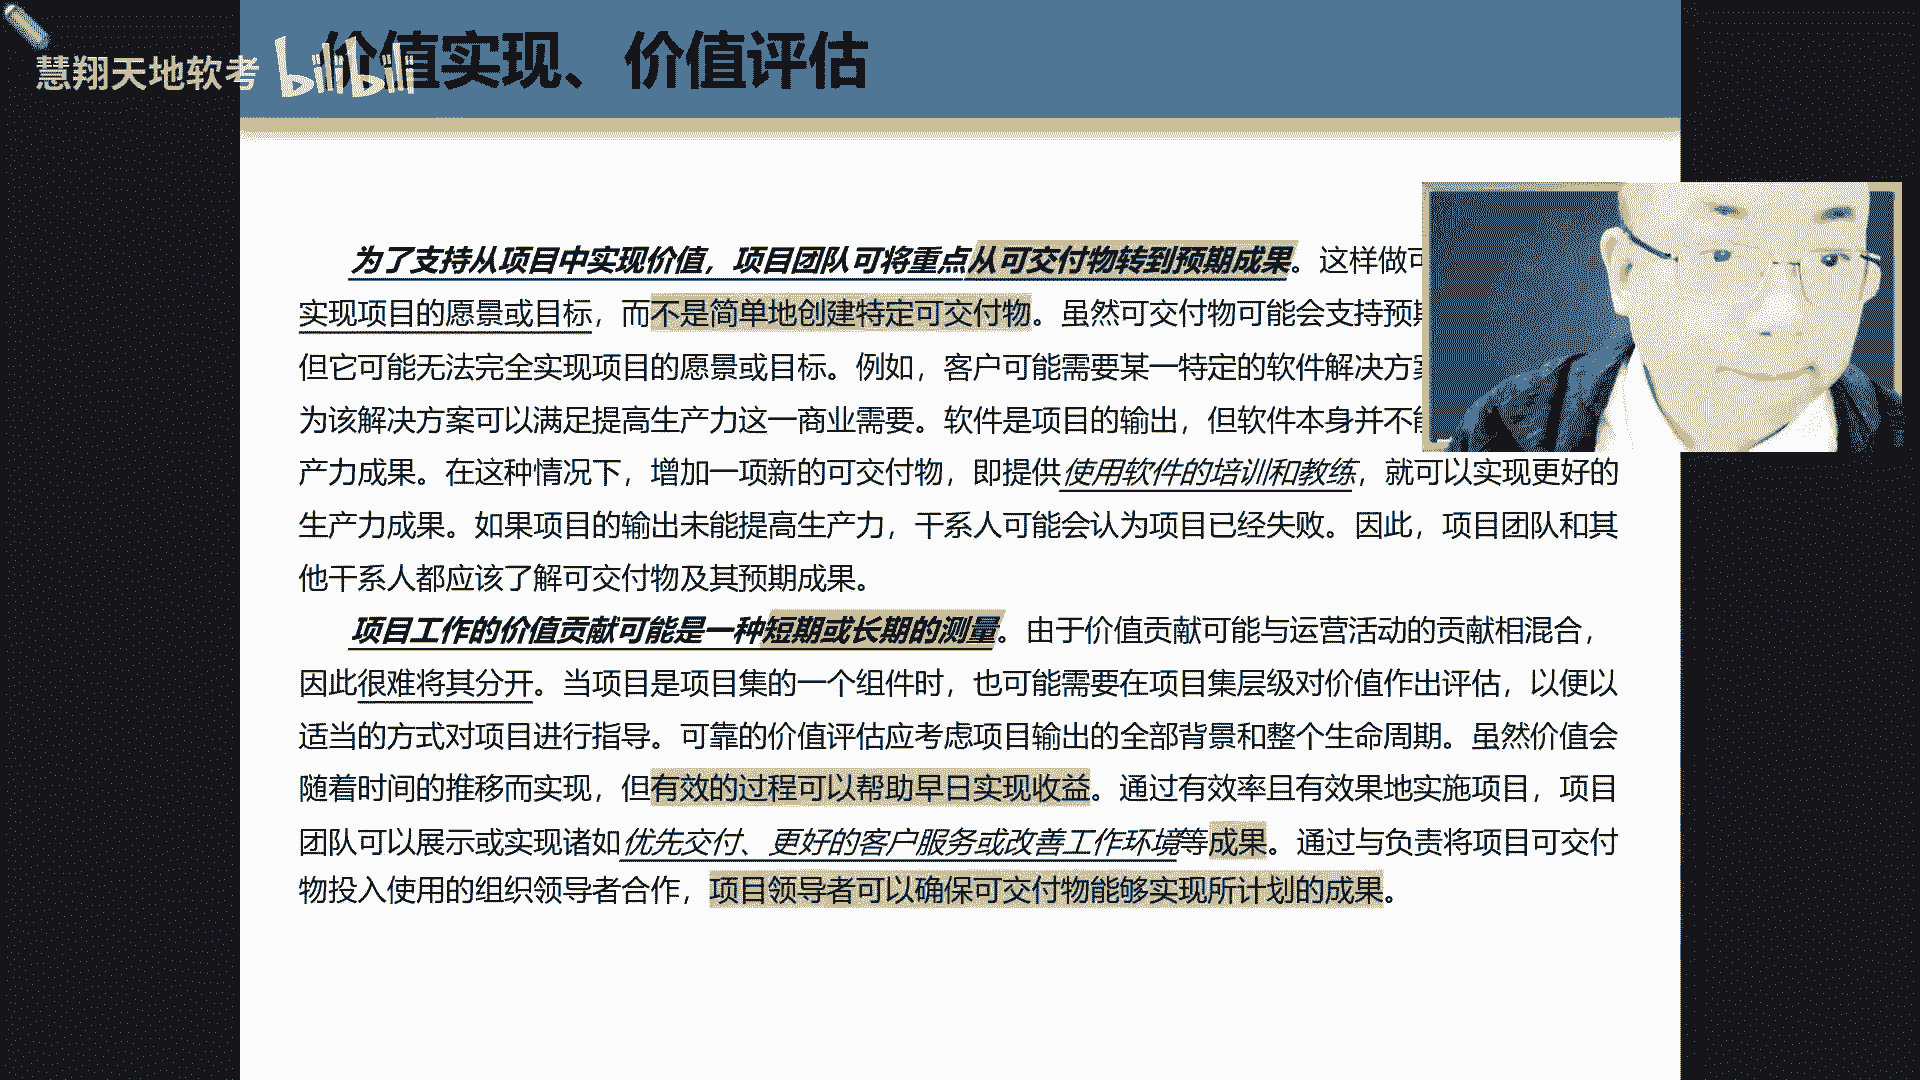 慧翔天地软考 bilibili
价值实现、价值评估
为了支持从项目中实现价值，项目团队可将重点从可交付物转到预期成果。这样做可
实现项目的愿景或目标，而不是简单地创建特定可交付物。虽然可交付物可能会支持预期
但它可能无法完全实现项目的愿景或目标。例如，客户可能需要某一特定的软件解决方案
为该解决方案可以满足提高生产力这一商业需要。软件是项目的输出，但软件本身并不能
产力成果。在这种情况下，增加一项新的可交付物，即提供使用软件的培训和教练，就可以实现更好的
生产力成果。如果项目的输出未能提高生产力，干系人可能会认为项目已经失败。因此，项目团队和其
他干系人都应该了解可交付物及其预期成果。
项目工作的价值贡献可能是一种短期或长期的测量。由于价值贡献可能与运营活动的贡献相混合，
因此很难将其分开。当项目是项目集的一个组件时，也可能需要在项目集层级对价值作出评估，以便以
适当的方式对项目进行指导。可靠的价值评估应考虑项目输出的全部背景和整个生命周期。虽然价值会
随着时间的推移而实现，但有效的过程可以帮助早日实现收益。通过有效率且有效果地实施项目，项目
团队可以展示或实现诸如优先交付、更好的客户服务或改善工作环境等成果。通过与负责将项目可交付
物投入使用的组织领导者合作，项目领导者可以确保可交付物能够实现所计划的成果。